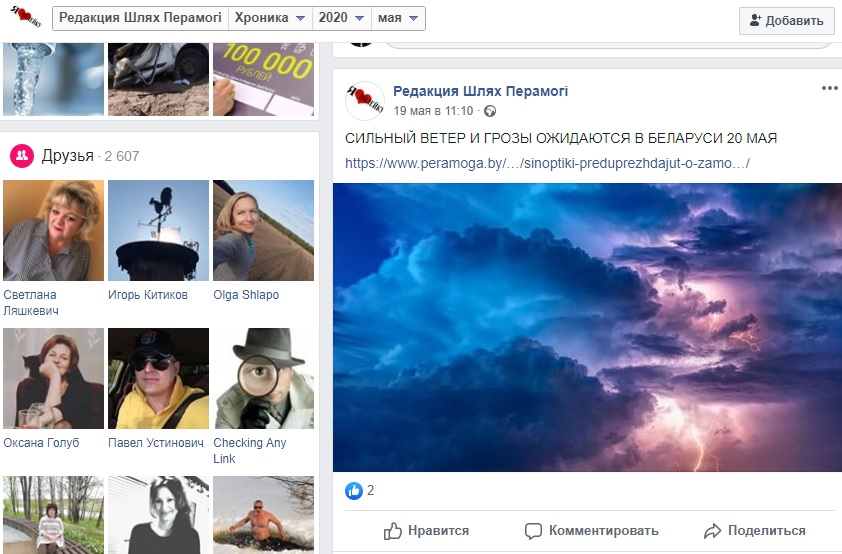 Редакция Шлях Перамогі
Хроника
2020
мая
Добавить
100 000
РУБЛЕЙ
Друзья · 2 607
Светлана
Ляшкевич
Игорь Китиков
Olga Shlapo
Оксана Голуб
Павел Устинович
Checking Any
Link
Редакция Шлях Перамогі
19 мая в 11:10 ·
СИЛЬНЫЙ ВЕТЕР И ГРОЗЫ ОЖИДАЮТСЯ В БЕЛАРУСИ 20 МАЯ
https://www.peramoga.by/…/sinoptiki-preduprezhdajut-o-zamo…/
2
Нравится
Комментировать
Поделиться